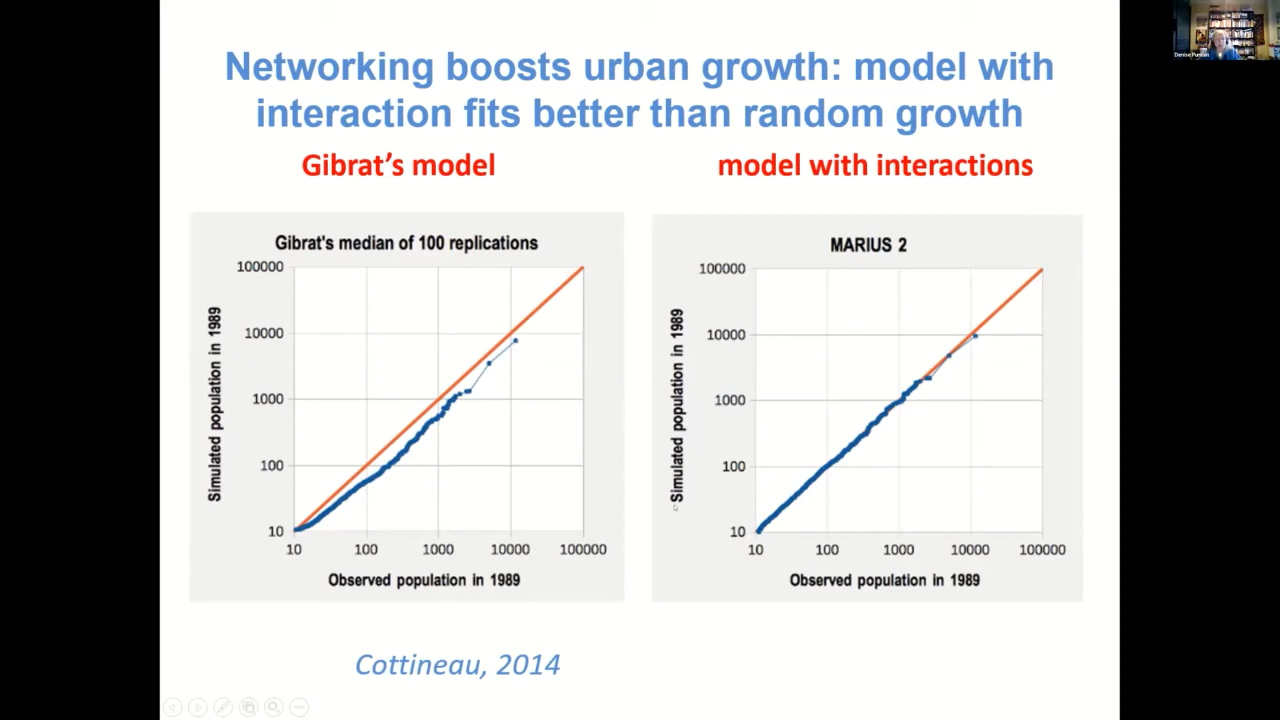 Networking boosts urban growth: model with
interaction fits better than random growth
Gibrat's model
model with interactions
Gibrat's median of 100 replications
100000
10000
1000
100
10
Simulated population in 1989
10
100
1000
10000
100000
Observed population in 1989
MARIUS 2
100000
10000
1000
100
10
Simulated population in 1989
10
100
1000
10000
100000
Observed population in 1989
Cottineau, 2014
Denise Pumain